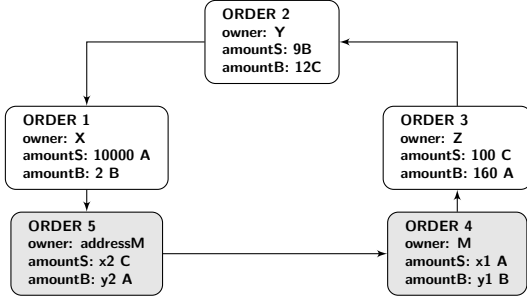 ORDER 2
owner: Y
amountS: 9B
amountB: 12C
ORDER 1
owner: X
amountS: 10000 A
amountB: 2 B
ORDER 3
owner: Z
amountS: 100 C
amountB: 160 A
ORDER 5
owner: addressM
amountS: x2 C
amountB: y2 A
ORDER 4
owner: M
amountS: x1 A
amountB: y1 B